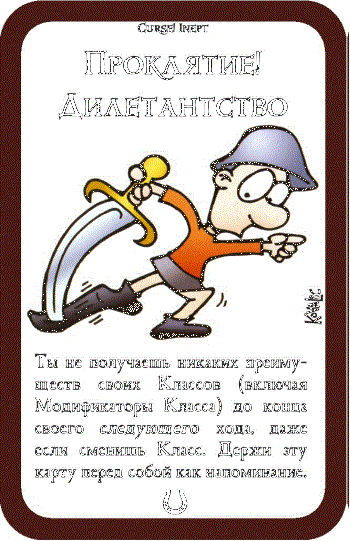 Curse! Inept
Проклятие!
Дилетантство
Ты не получаешь никаких преиму-
ществ своих Классов (включая
Модификаторы Класса) до конца
своего следующего хода, даже
если сменишь Класс. Держи эту
карту перед собой как напоминание.